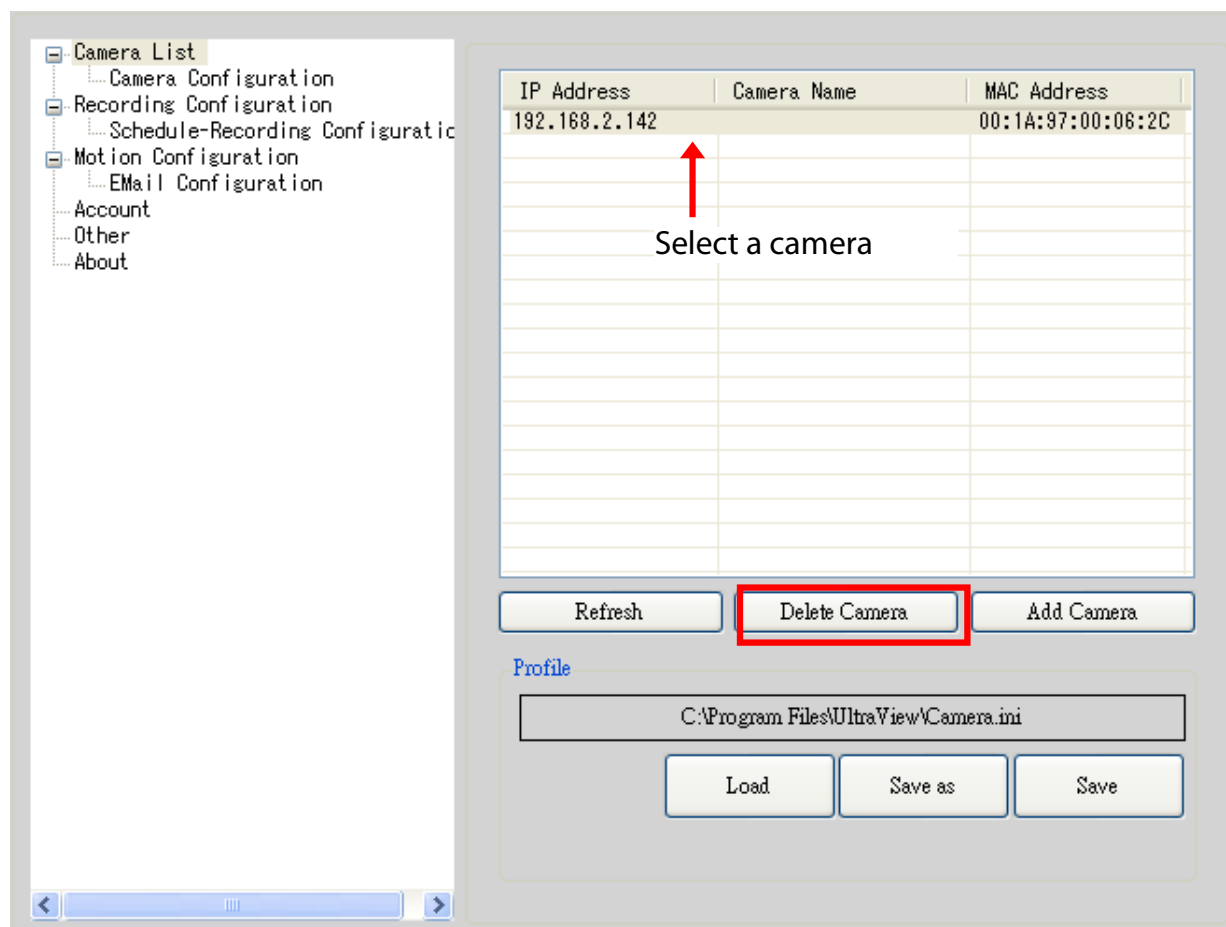 Camera List
Camera Configuration
Recording Configuration
Schedule-Recording Configuratic
Motion Configuration
EMail Configuration
Account
Other
About
IP Address Camera Name MAC Address
192.168.2.142 00:1A:97:00:06:2C
Select a camera
Refresh Delete Camera Add Camera
Profile
C:\Program Files\UltraView\Camera.ini
Load Save as Save